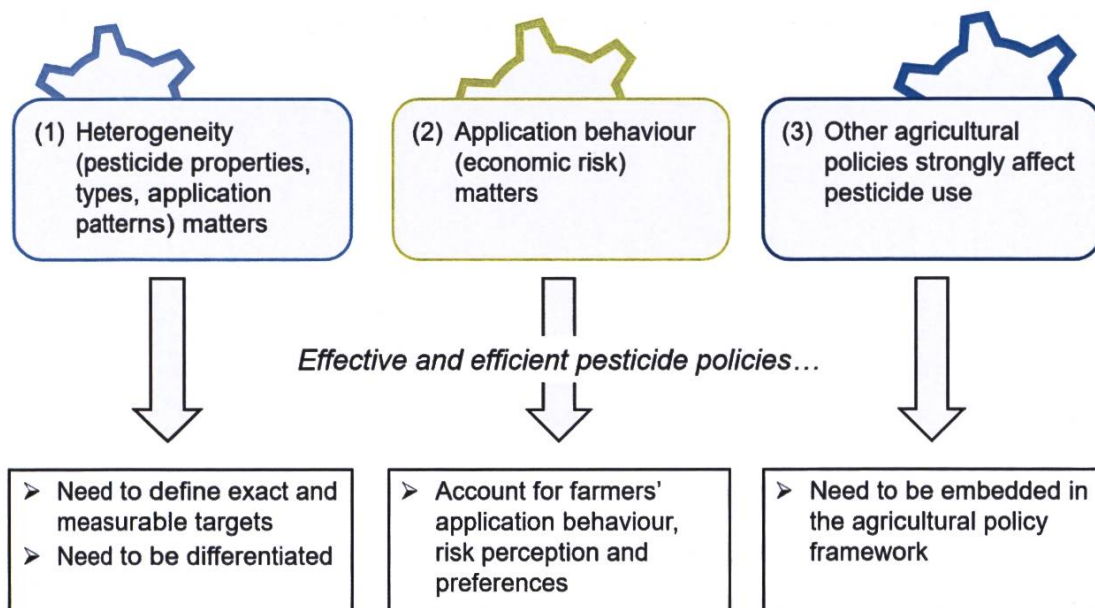 (1) Heterogeneity
(pesticide properties,
types, application
patterns) matters
(2) Application behaviour
(economic risk)
matters
(3) Other agricultural
policies strongly affect
pesticide use
Effective and efficient pesticide policies…
➢ Need to define exact and
measurable targets
➢ Need to be differentiated
➢ Account for farmers’
application behaviour,
risk perception and
preferences
➢ Need to be embedded in
the agricultural policy
framework